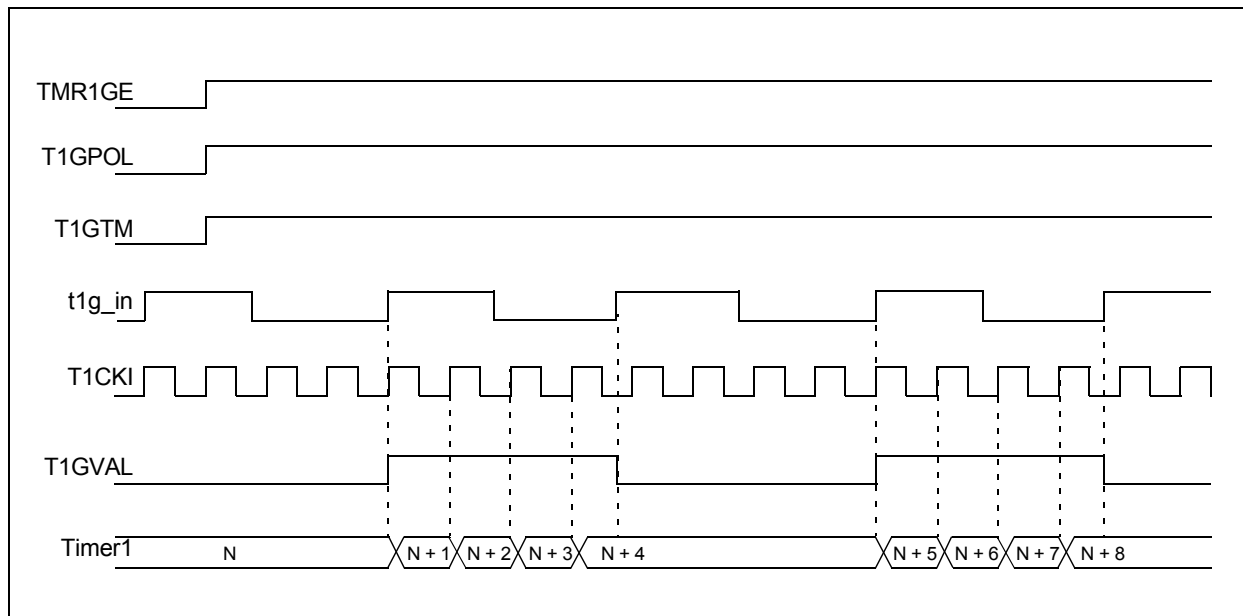 TMR1GE
T1GPOL
T1GTM
t1g_in
T1CKI
T1GVAL
Timer1 N N + 1 N + 2 N + 3 N + 4 N + 5 N + 6 N + 7 N + 8